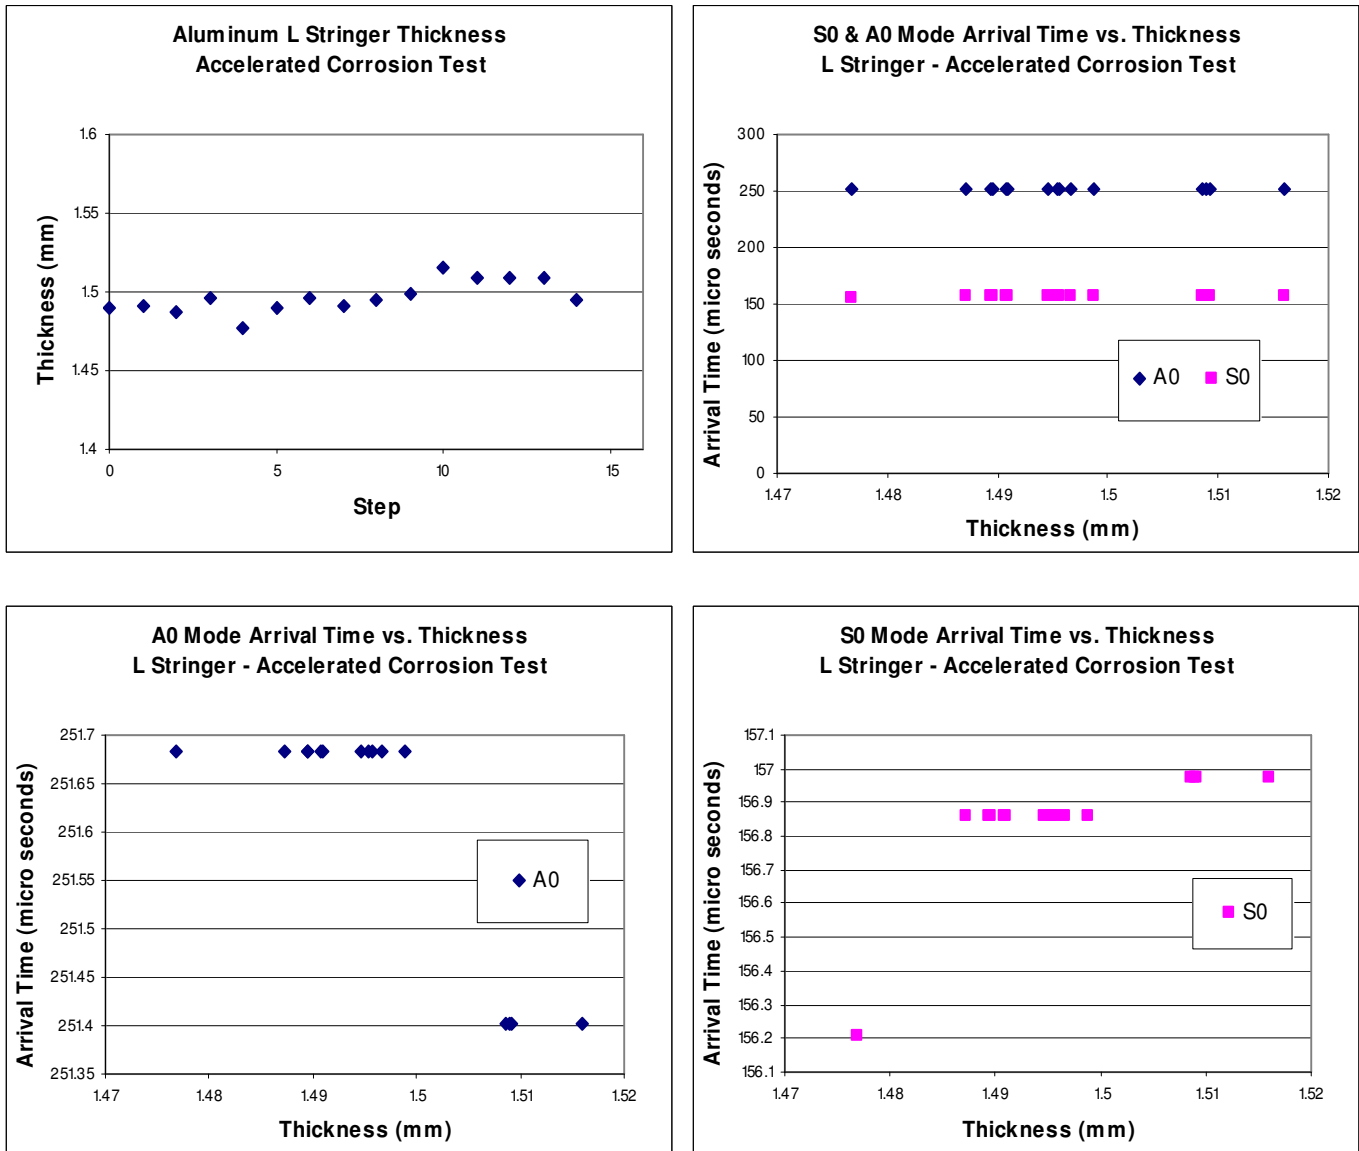 Aluminum L Stringer Thickness
Accelerated Corrosion Test
Thickness (mm)
1.6
1.55
1.5
1.45
1.4
0
5
10
15
Step
S0 & A0 Mode Arrival Time vs. Thickness
L Stringer - Accelerated Corrosion Test
Arrival Time (micro seconds)
300
250
200
150
100
50
0
A0
S0
1.47
1.48
1.49
1.5
1.51
1.52
Thickness (mm)
A0 Mode Arrival Time vs. Thickness
L Stringer - Accelerated Corrosion Test
Arrival Time (micro seconds)
251.7
251.65
251.6
251.55
251.5
251.45
251.4
251.35
A0
1.47
1.48
1.49
1.5
1.51
1.52
Thickness (mm)
S0 Mode Arrival Time vs. Thickness
L Stringer - Accelerated Corrosion Test
Arrival Time (micro seconds)
157.1
157
156.9
156.8
156.7
156.6
156.5
156.4
156.3
156.2
156.1
S0
1.47
1.48
1.49
1.5
1.51
1.52
Thickness (mm)